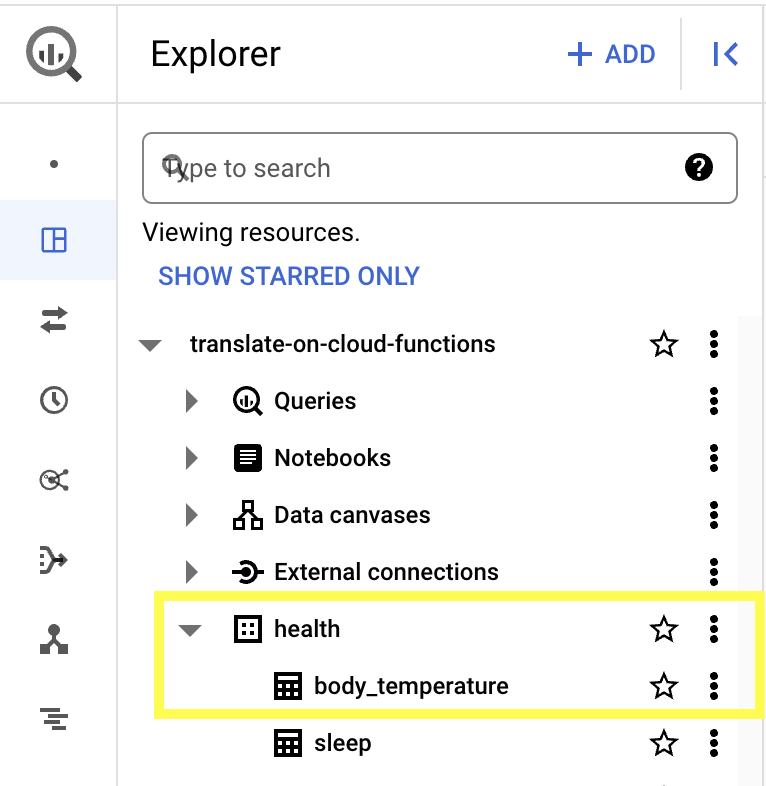 Explorer
+ ADD
Type to search
Viewing resources.
SHOW STARRED ONLY
translate-on-cloud-functions
Queries
Notebooks
Data canvases
External connections
health
body_temperature
sleep